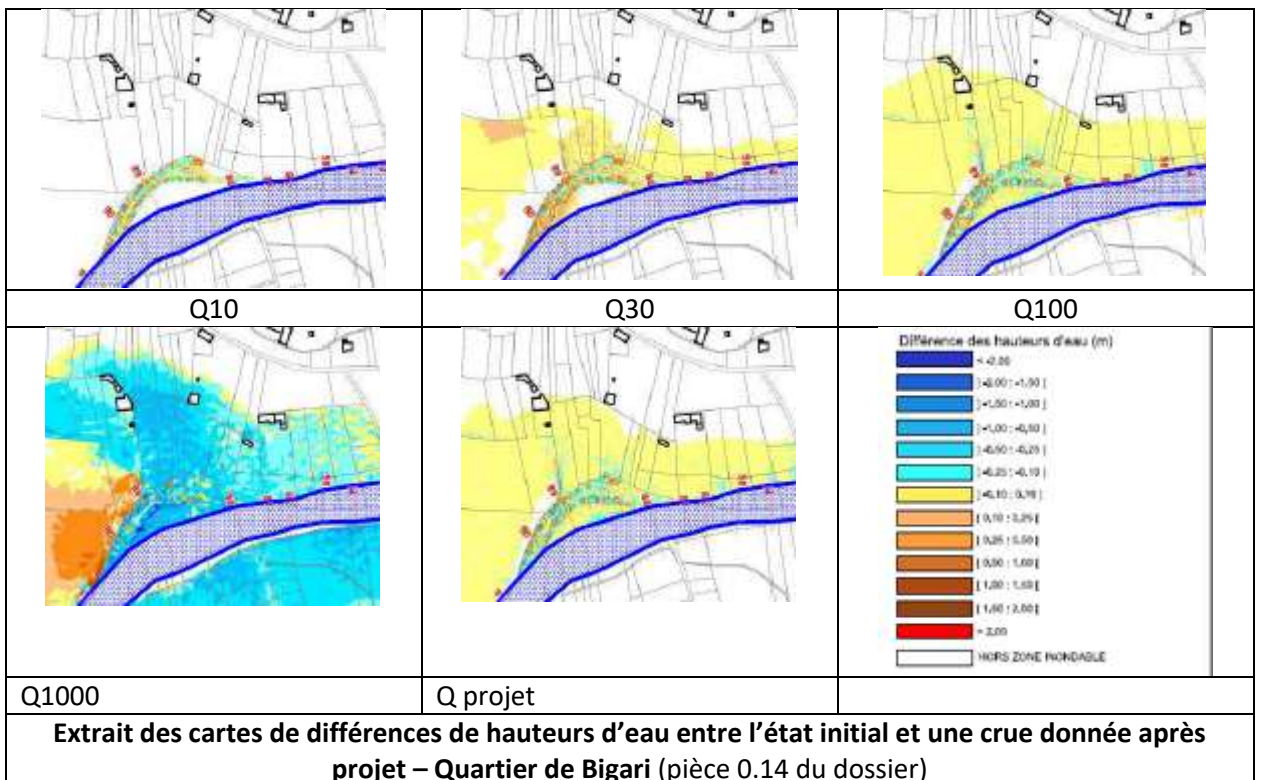 Q10
Q30
Q100
Différence des hauteurs d'eau (m)
< -2,00
]-2,00 ; -1,50 ]
]-1,50 ; -1,00 ]
]-1,00 ; -0,50 ]
]-0,50 ; -0,25 ]
]-0,25 ; -0,10 ]
]-0,10 ; 0,10 [
[ 0,10 ; 0,25 [
[ 0,25 ; 0,50 [
[ 0,50 ; 1,00 [
[ 1,00 ; 1,50 [
[ 1,50 ; 2,00 [
HORS ZONE INONDABLE
Q1000
Q projet
Extrait des cartes de différences de hauteurs d'eau entre l'état initial et une crue donnée après
projet – Quartier de Bigari (pièce 0.14 du dossier)